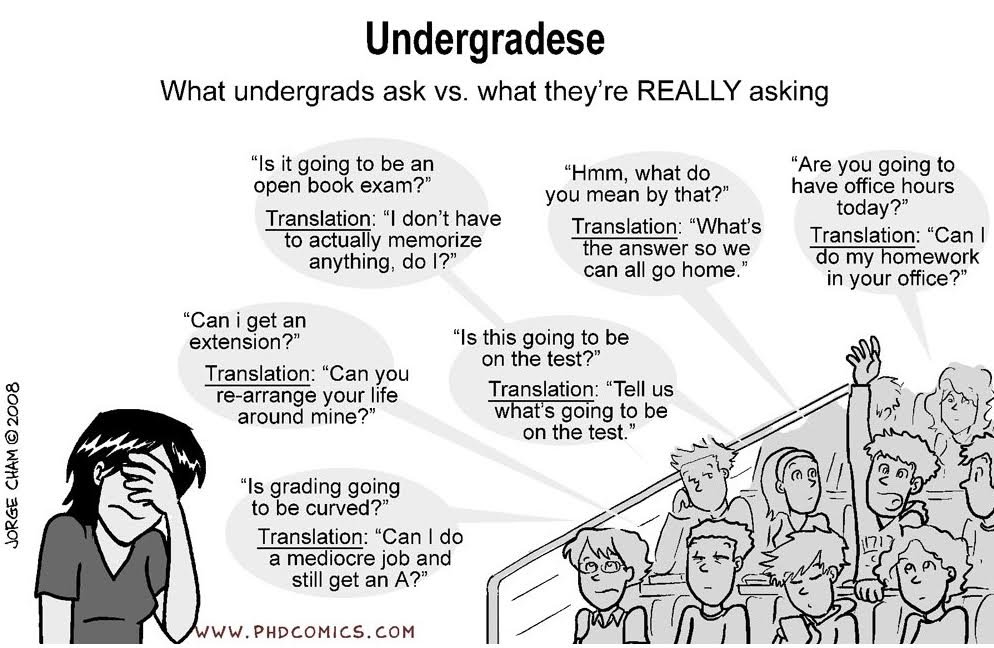 Undergradese
What undergrads ask vs. what they're REALLY asking
“Is it going to be an
open book exam?”
Translation: “I don't have
to actually memorize
anything, do I?”
“Hmm, what do
you mean by that?”
Translation: “What's
the answer so we
can all go home.”
“Are you going to
have office hours
today?”
Translation: “Can I
do my homework
in your office?”
“Can i get an
extension?”
Translation: “Can you
re-arrange your life
around mine?”
“Is this going to be
on the test?”
Translation: “Tell us
what's going to be
on the test.”
“Is grading going
to be curved?”
Translation: “Can I do
a mediocre job and
still get an A?”
JORGE CHAM © 2008
WWW.PHDCOMICS.COM